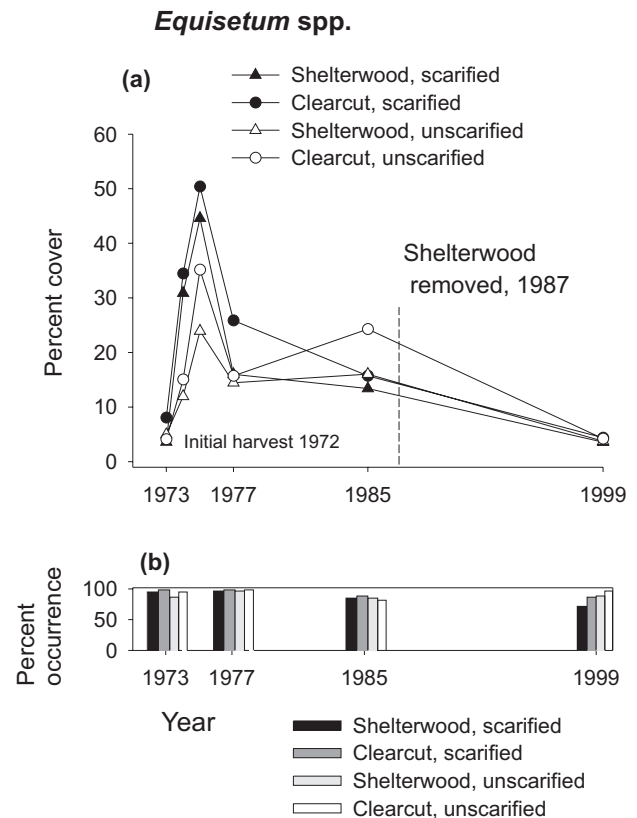 Equisetum spp.
(a)
Shelterwood, scarified
Clearcut, scarified
Shelterwood, unscarified
Clearcut, unscarified
60
50
40
30
20
10
0
Percent cover
Shelterwood
removed, 1987
Initial harvest 1972
1973 1977 1985 1999
(b)
100
50
0
Percent
occurrence
1973 1977 1985 1999
Year
Shelterwood, scarified
Clearcut, scarified
Shelterwood, unscarified
Clearcut, unscarified